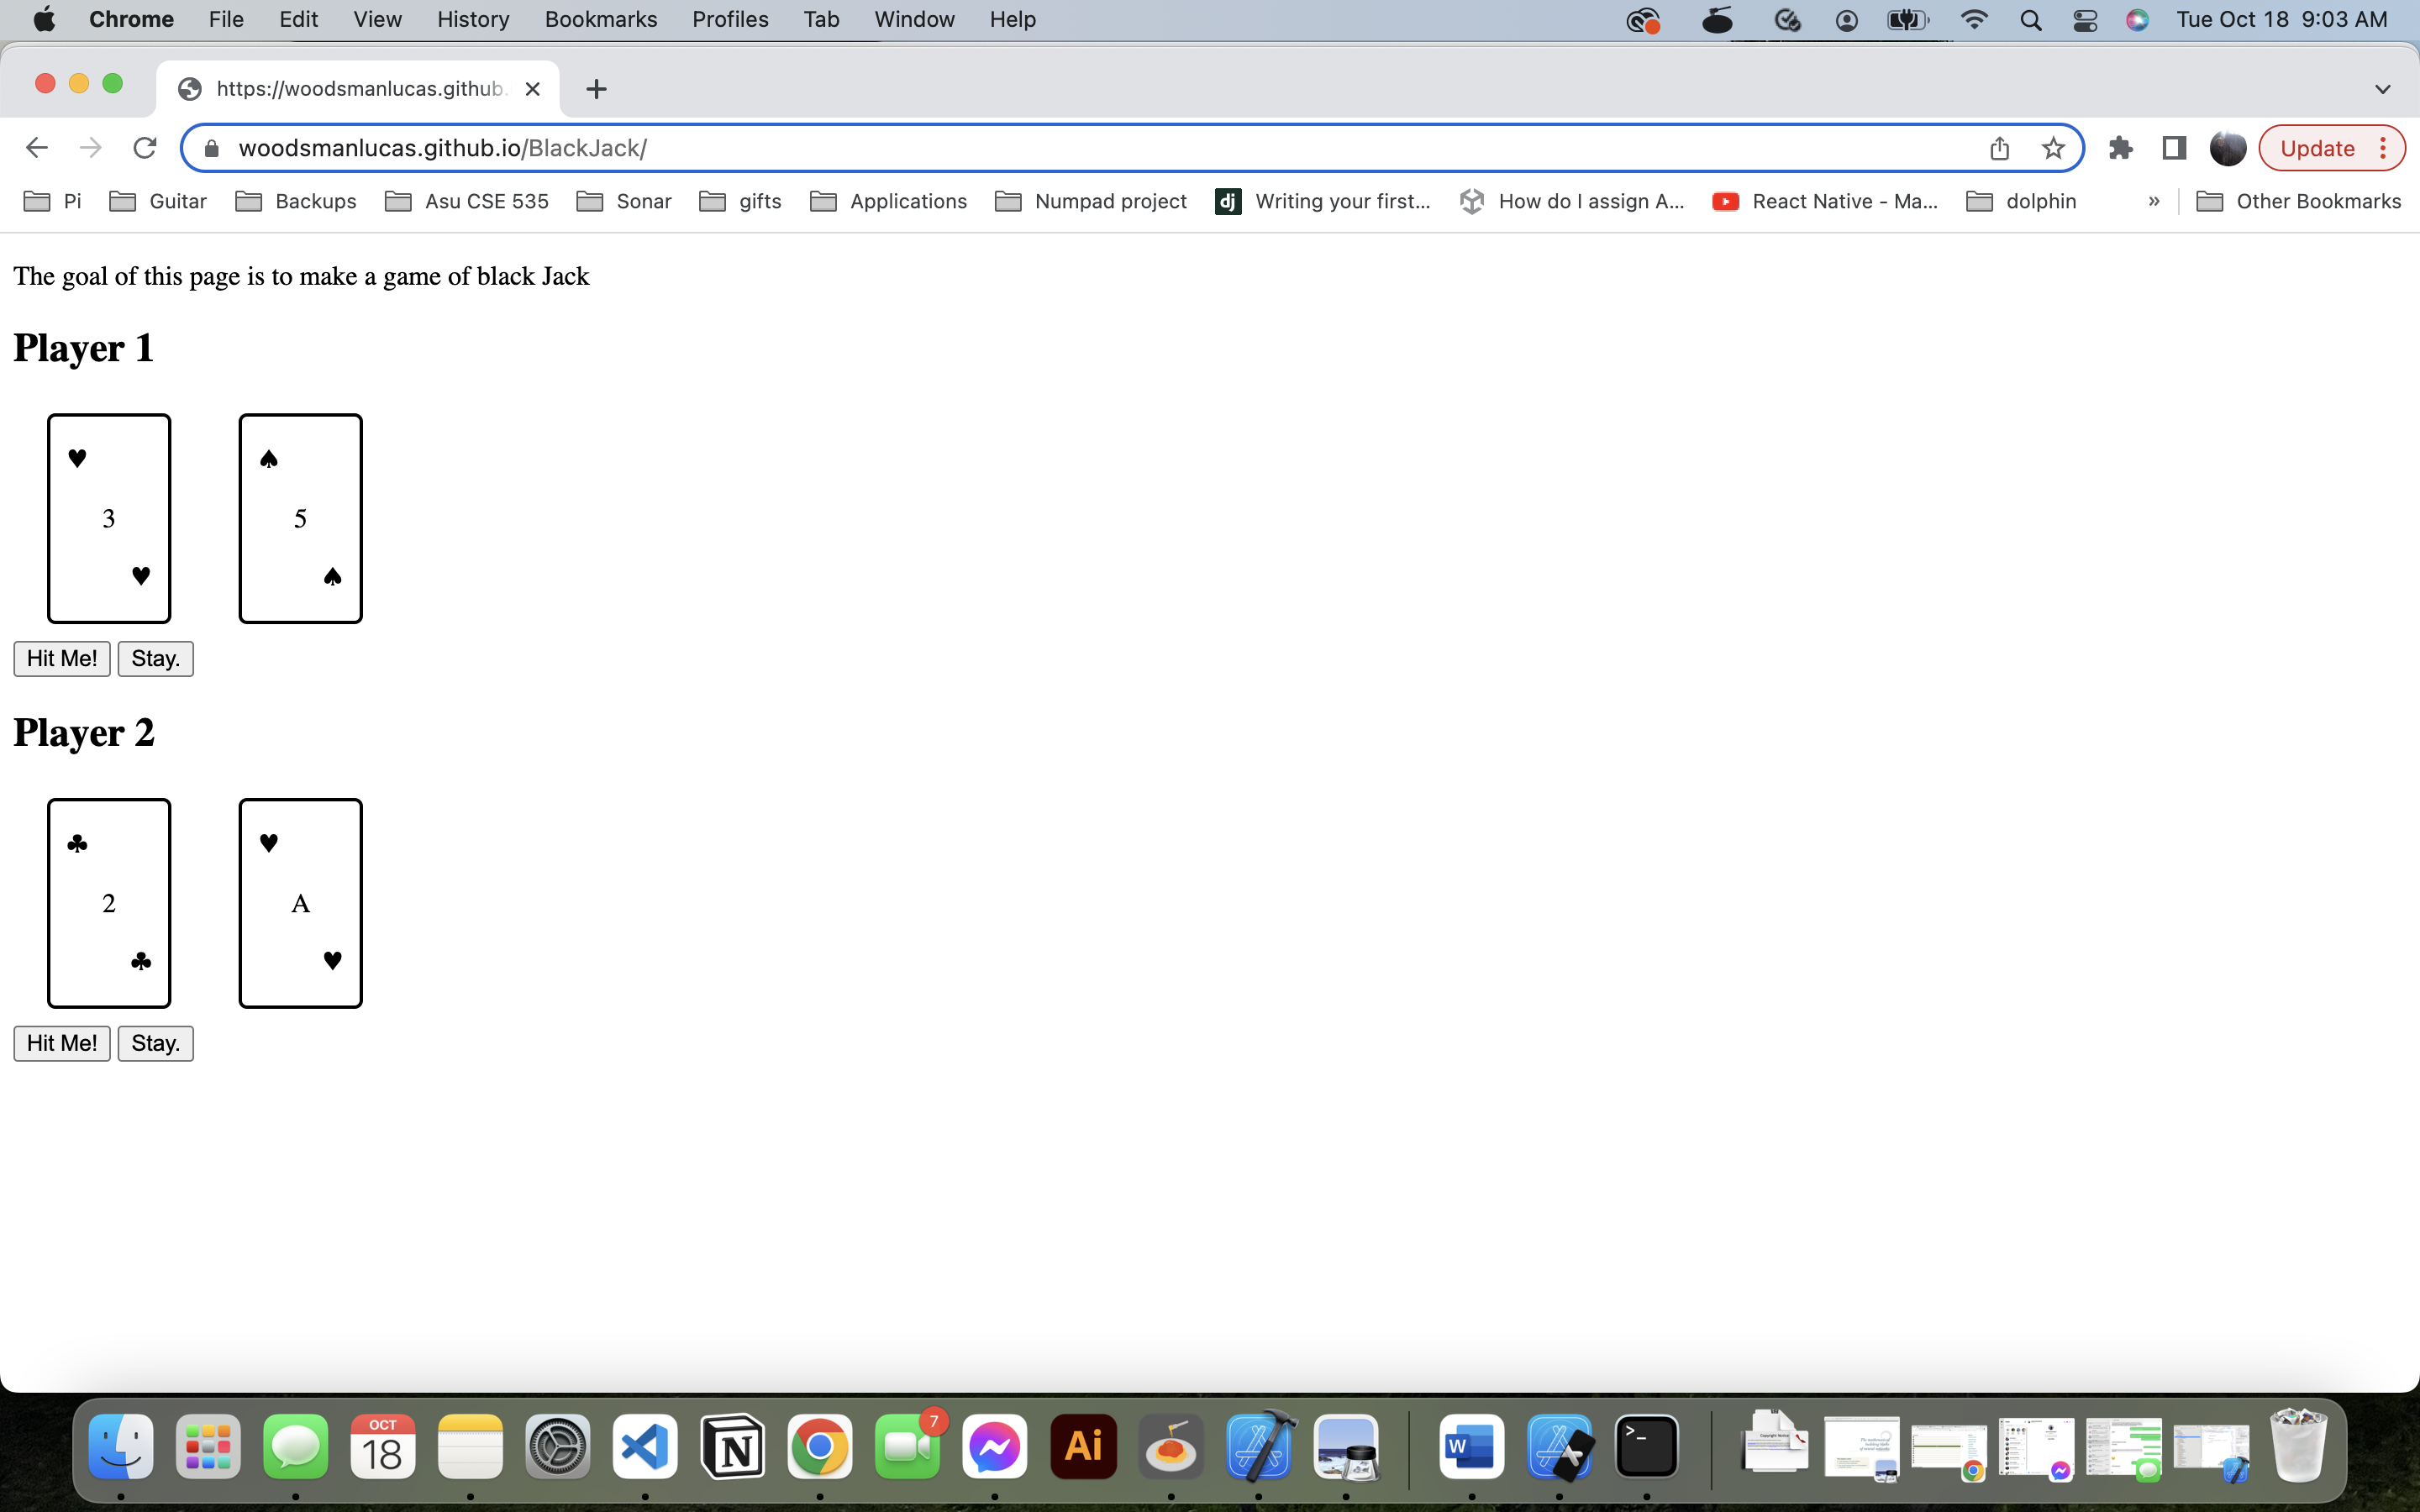 Chrome File Edit View History Bookmarks Profiles Tab Window Help Tue Oct 18 9:03 AM
https://woodsmanlucas.github.
woodsmanlucas.github.io/BlackJack/ Update
Pi Guitar Backups Asu CSE 535 Sonar gifts Applications Numpad project dj Writing your first... How do I assign A... React Native - Ma... dolphin » Other Bookmarks
The goal of this page is to make a game of black Jack
Player 1
♥ ♠
3 5
♥ ♠
Hit Me! Stay.
Player 2
♣ ♥
2 A
♣ ♥
Hit Me! Stay.
OCT 7
18 N Ai W >_